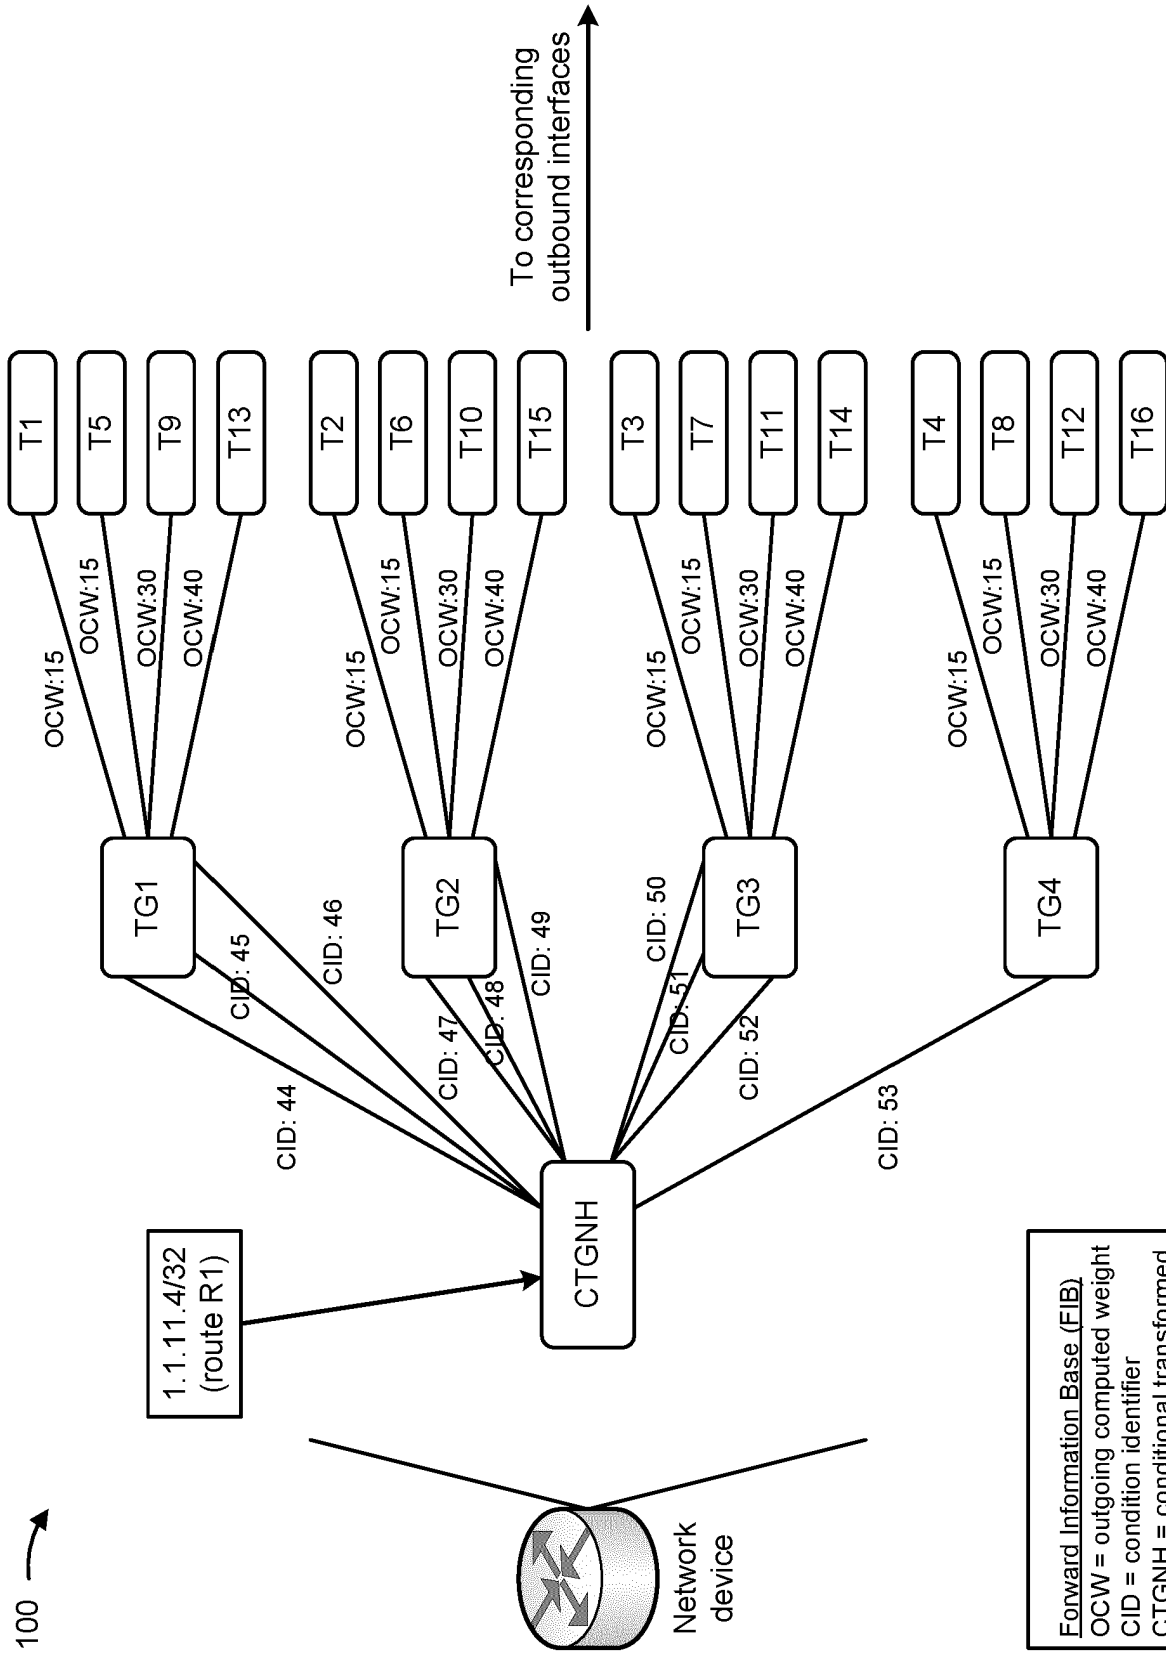 100
1.1.11.4/32
(route R1)
Network
device
CTGNH
CID: 44
CID: 45
CID: 46
CID: 47
CID: 48
CID: 49
CID: 50
CID: 51
CID: 52
CID: 53
TG1
TG2
TG3
TG4
OCW:15
OCW:15
OCW:30
OCW:40
OCW:15
OCW:15
OCW:30
OCW:40
OCW:15
OCW:15
OCW:30
OCW:40
OCW:15
OCW:15
OCW:30
OCW:40
T1
T5
T9
T13
T2
T6
T10
T15
T3
T7
T11
T14
T4
T8
T12
T16
To corresponding
outbound interfaces
Forward Information Base (FIB)
OCW = outgoing computed weight
CID = condition identifier
CTGNH = conditional transformed